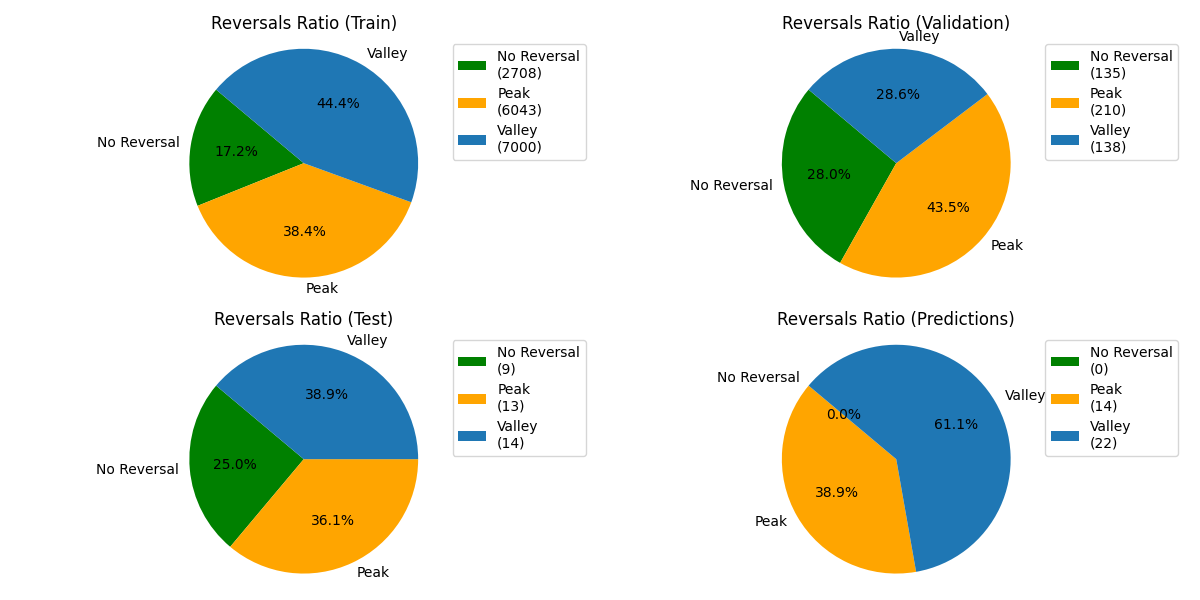 Reversals Ratio (Train)
Valley
44.4%
No Reversal
17.2%
38.4%
Peak
No Reversal
(2708)
Peak
(6043)
Valley
(7000)
Reversals Ratio (Validation)
Valley
28.6%
28.0%
No Reversal
43.5%
Peak
No Reversal
(135)
Peak
(210)
Valley
(138)
Reversals Ratio (Test)
Valley
38.9%
25.0%
No Reversal
36.1%
Peak
No Reversal
(9)
Peak
(13)
Valley
(14)
Reversals Ratio (Predictions)
No Reversal
Valley
0.0%
61.1%
38.9%
Peak
No Reversal
(0)
Peak
(14)
Valley
(22)